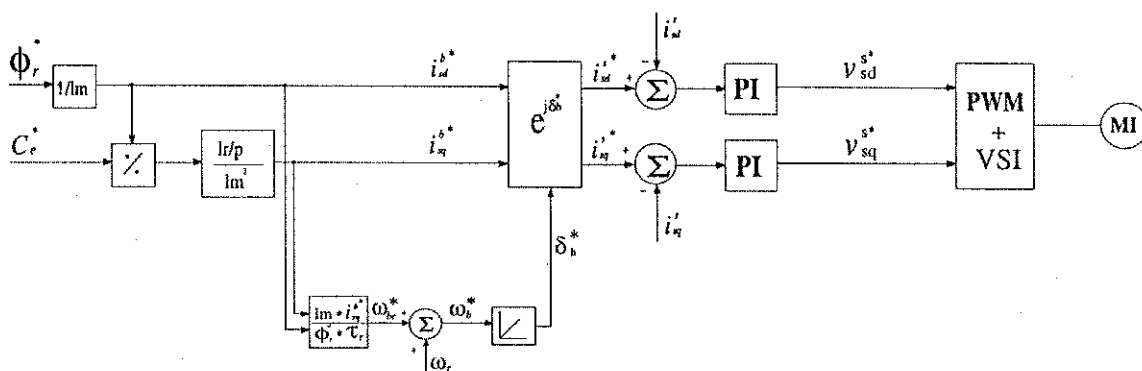 ϕr*
1/lm
isd^b*
Ce*
÷
lr/p
lm²
isq^b*
e^jδb*
isd^s*
isq^s*
isd^s
isq^s
+
-
Σ
+
-
Σ
PI
PI
vsd^s*
vsq^s*
PWM
+
VSI
MI
δb*
lm * isq^b*
ϕr* * τr
ωbr*
+
Σ
+
ωr
ωb*